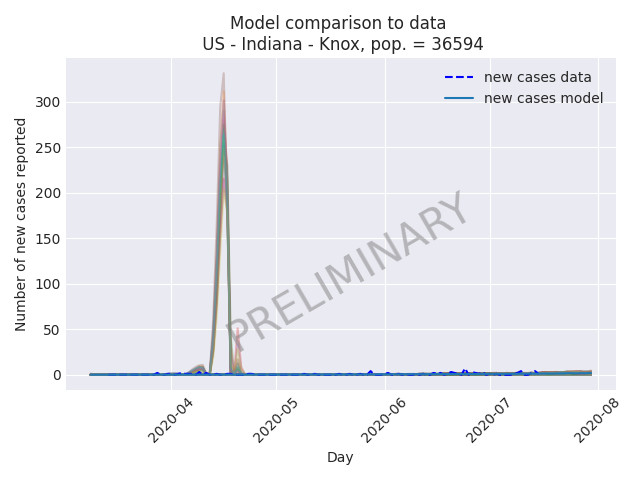 Model comparison to data
US - Indiana - Knox, pop. = 36594
new cases data
new cases model
Number of new cases reported
300
250
200
150
100
50
0
PRELIMINARY
2020-04
2020-05
2020-06
2020-07
2020-08
Day